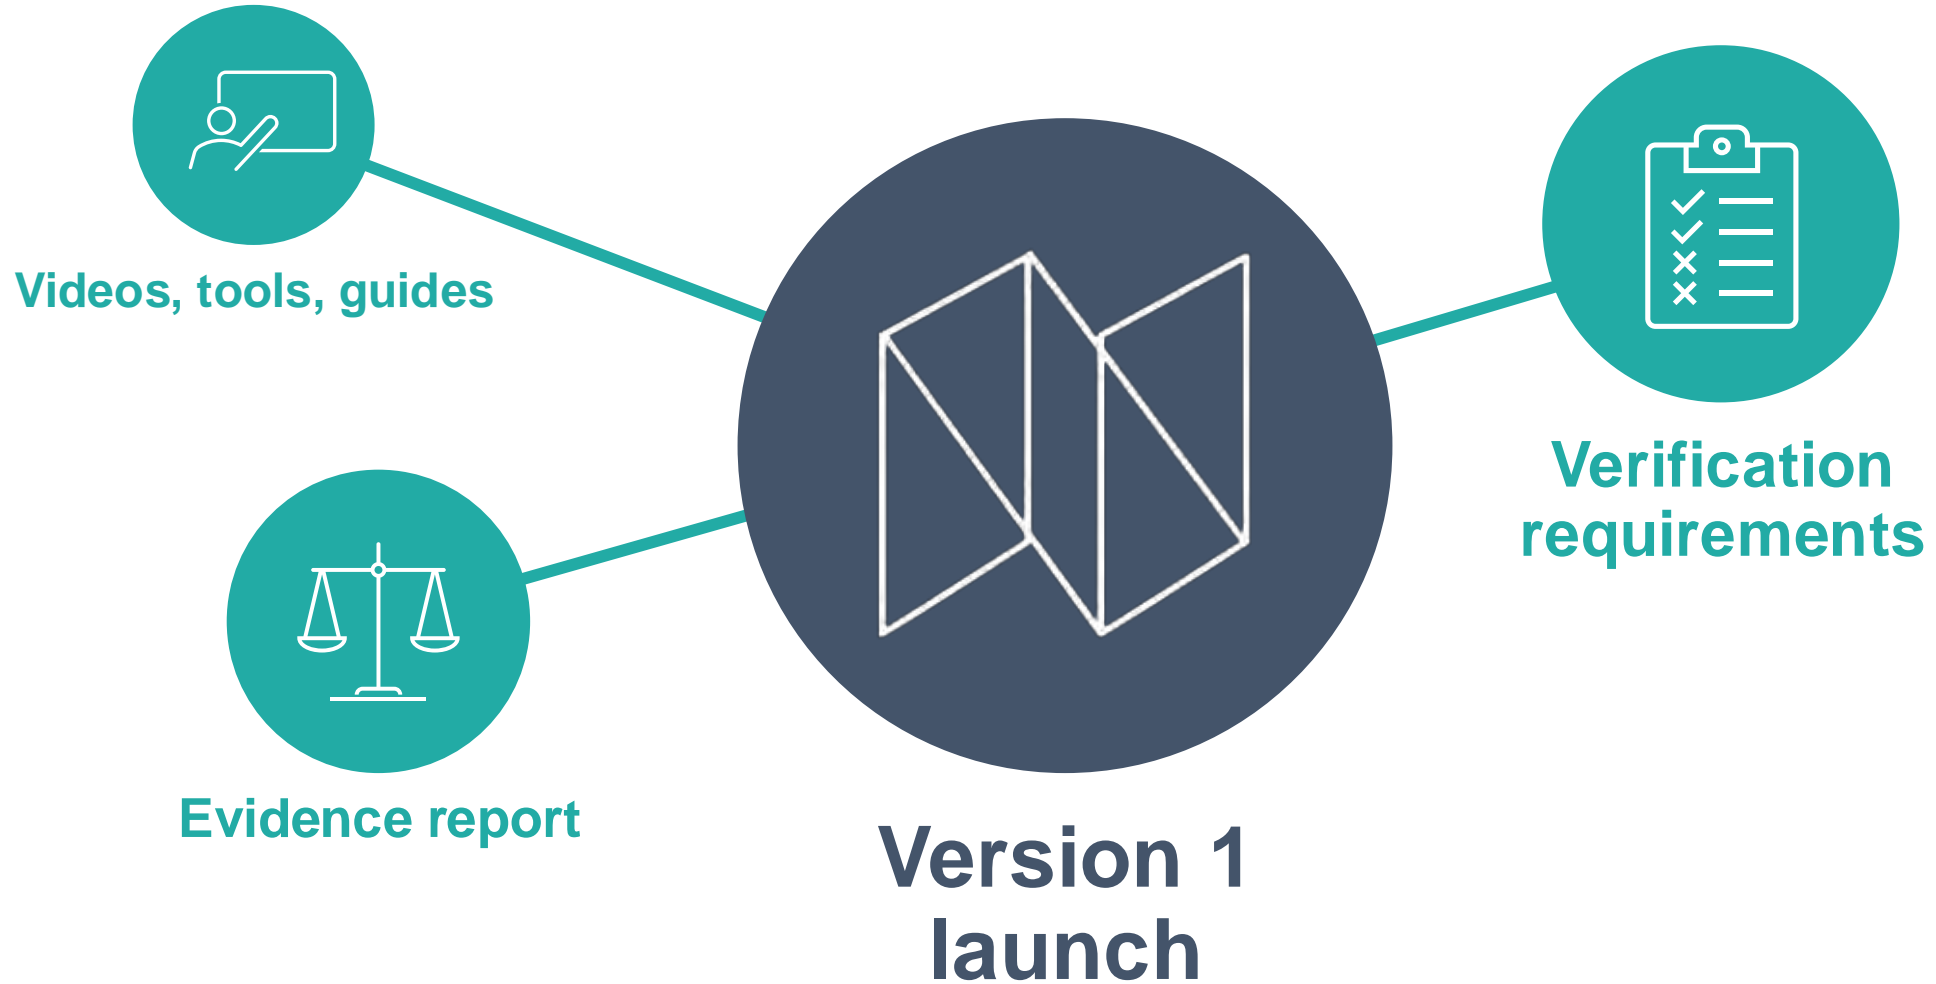 Videos, tools, guides
Verification
requirements
Evidence report
Version 1
launch